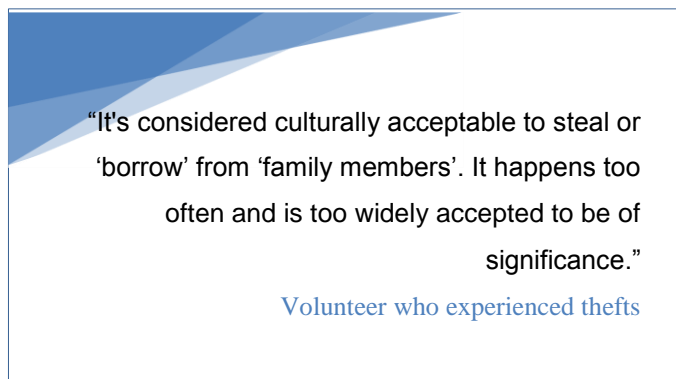 “It's considered culturally acceptable to steal or
‘borrow’ from ‘family members’. It happens too
often and is too widely accepted to be of
significance.”
Volunteer who experienced thefts